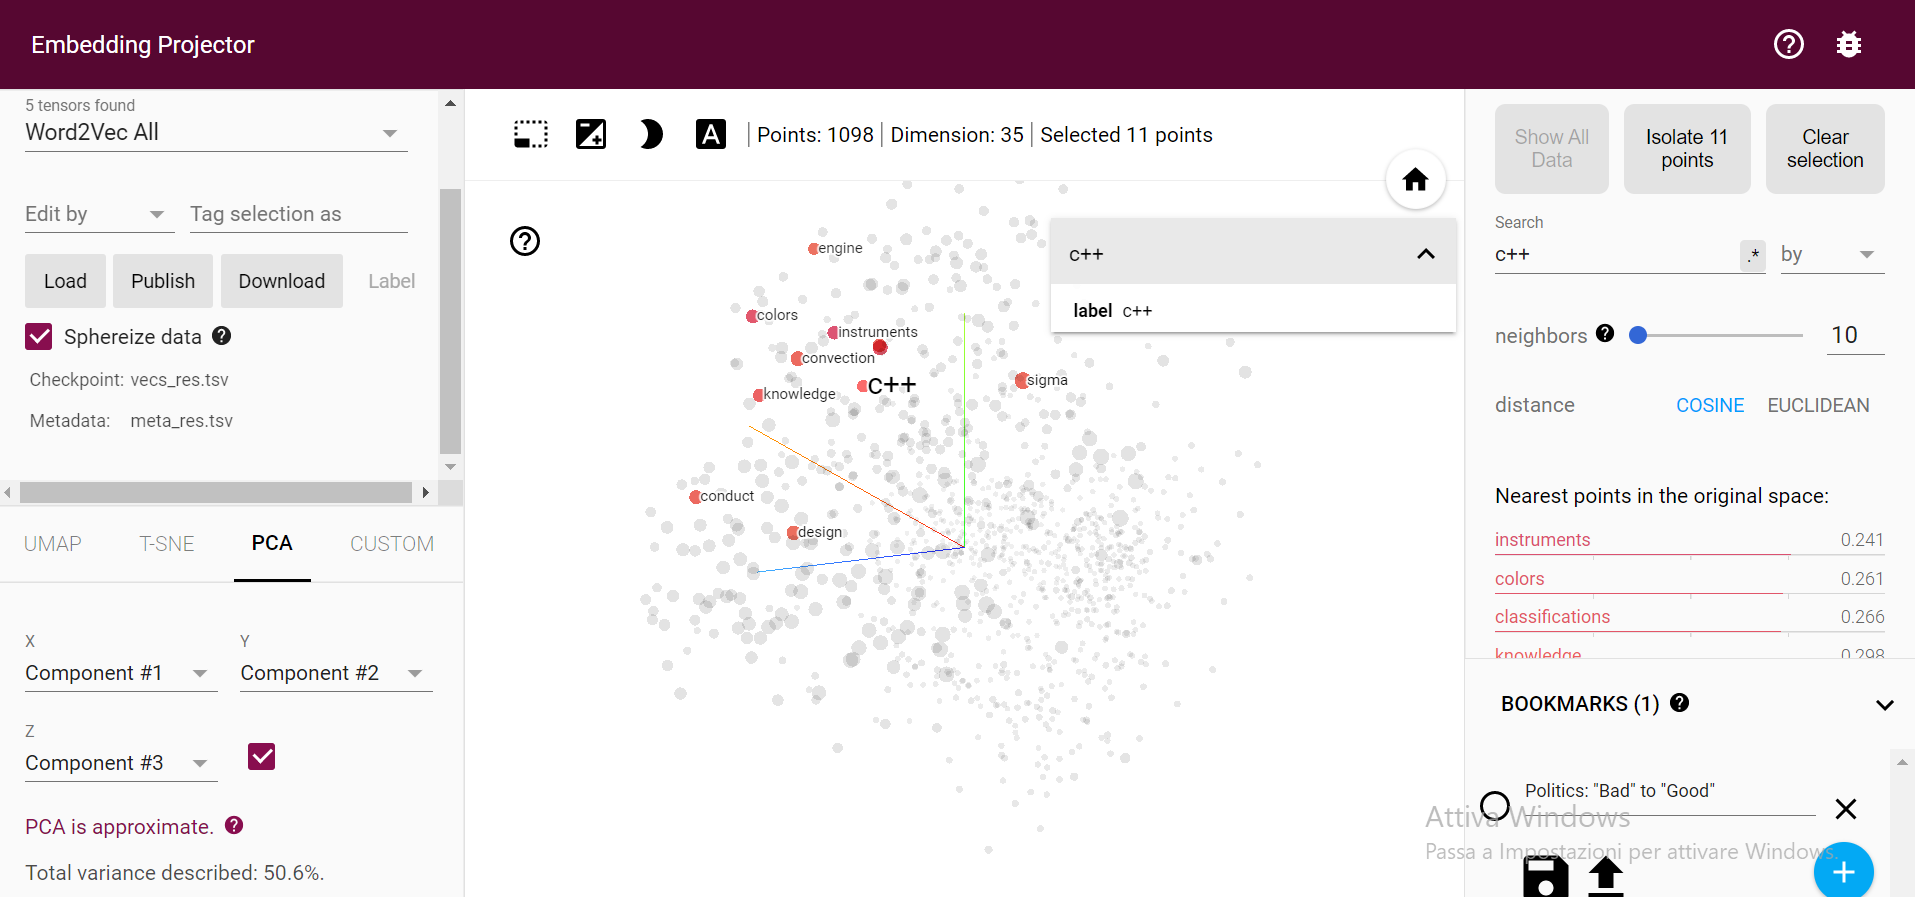 Embedding Projector
5 tensors found
Word2Vec All
Edit by
Tag selection as
Load
Publish
Download
Label
Sphereize data
Checkpoint: vecs_res.tsv
Metadata: meta_res.tsv
UMAP
T-SNE
PCA
CUSTOM
X
Y
Component #1
Component #2
Z
Component #3
PCA is approximate.
Total variance described: 50.6%.
A
Points: 1098
Dimension: 35
Selected 11 points
engine
colors
instruments
convection
c++
knowledge
sigma
conduct
design
c++
label c++
Show All
Data
Isolate 11
points
Clear
selection
Search
c++
.*
by
neighbors
10
distance
COSINE
EUCLIDEAN
Nearest points in the original space:
instruments 0.241
colors 0.261
classifications 0.266
knowledge 0.298
BOOKMARKS (1)
Politics: "Bad" to "Good"
Attiva Windows
Passa a Impostazioni per attivare Windows.